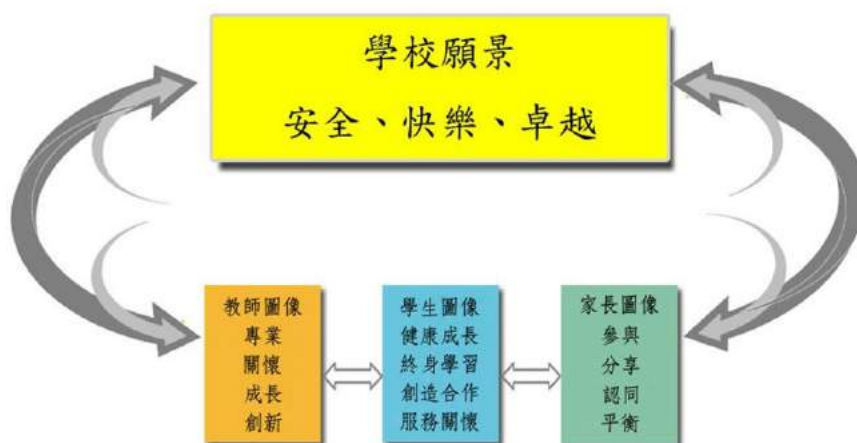 學校願景
安全、快樂、卓越
教師圖像
專業
關懷
成長
創新
學生圖像
健康成長
終身學習
創造合作
服務關懷
家長圖像
參與
分享
認同
平衡